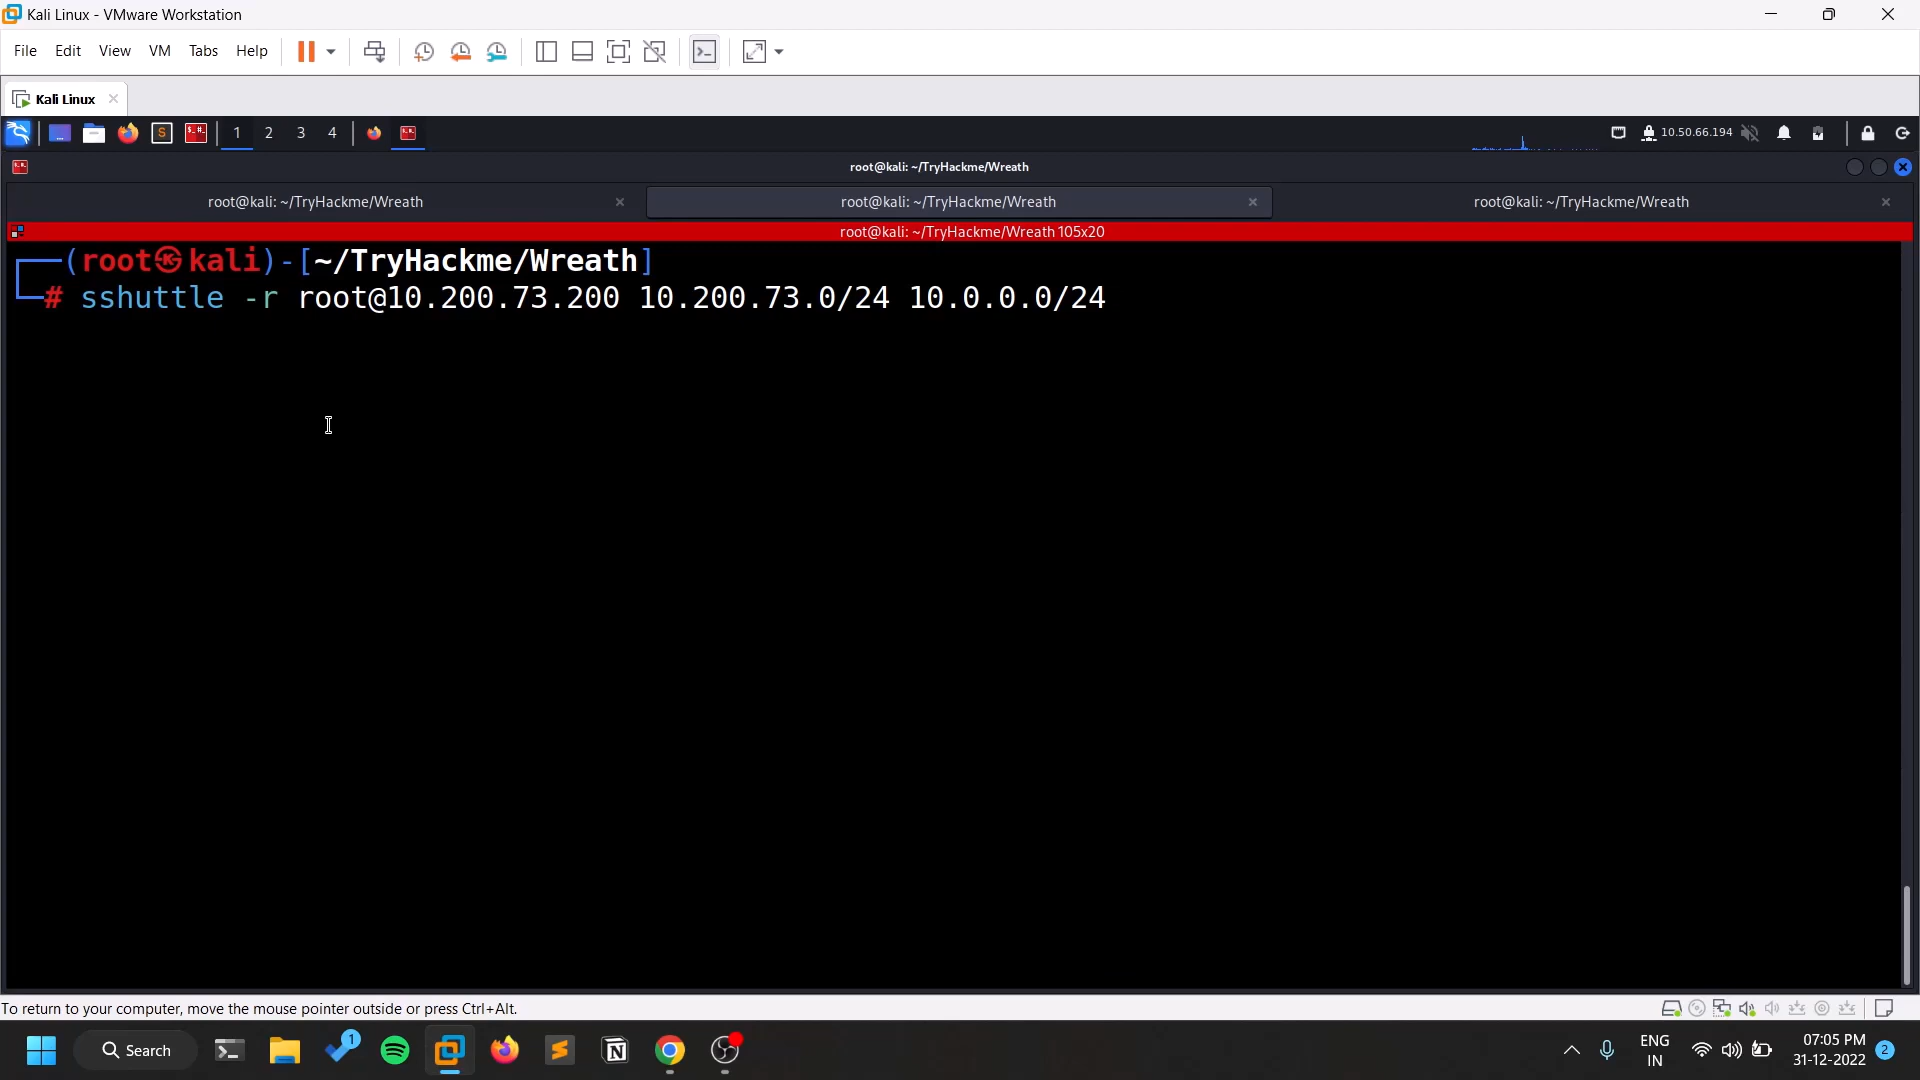 Kali Linux - VMware Workstation
File Edit View VM Tabs Help
Kali Linux
1 2 3 4 10.50.66.194
root@kali: ~/TryHackme/Wreath
root@kali: ~/TryHackme/Wreath root@kali: ~/TryHackme/Wreath root@kali: ~/TryHackme/Wreath
root@kali: ~/TryHackme/Wreath 105x20
(root㉿kali)-[~/TryHackme/Wreath]
# sshuttle -r root@10.200.73.200 10.200.73.0/24 10.0.0.0/24
To return to your computer, move the mouse pointer outside or press Ctrl+Alt.
Search 1 ENG 07:05 PM
IN 31-12-2022 2